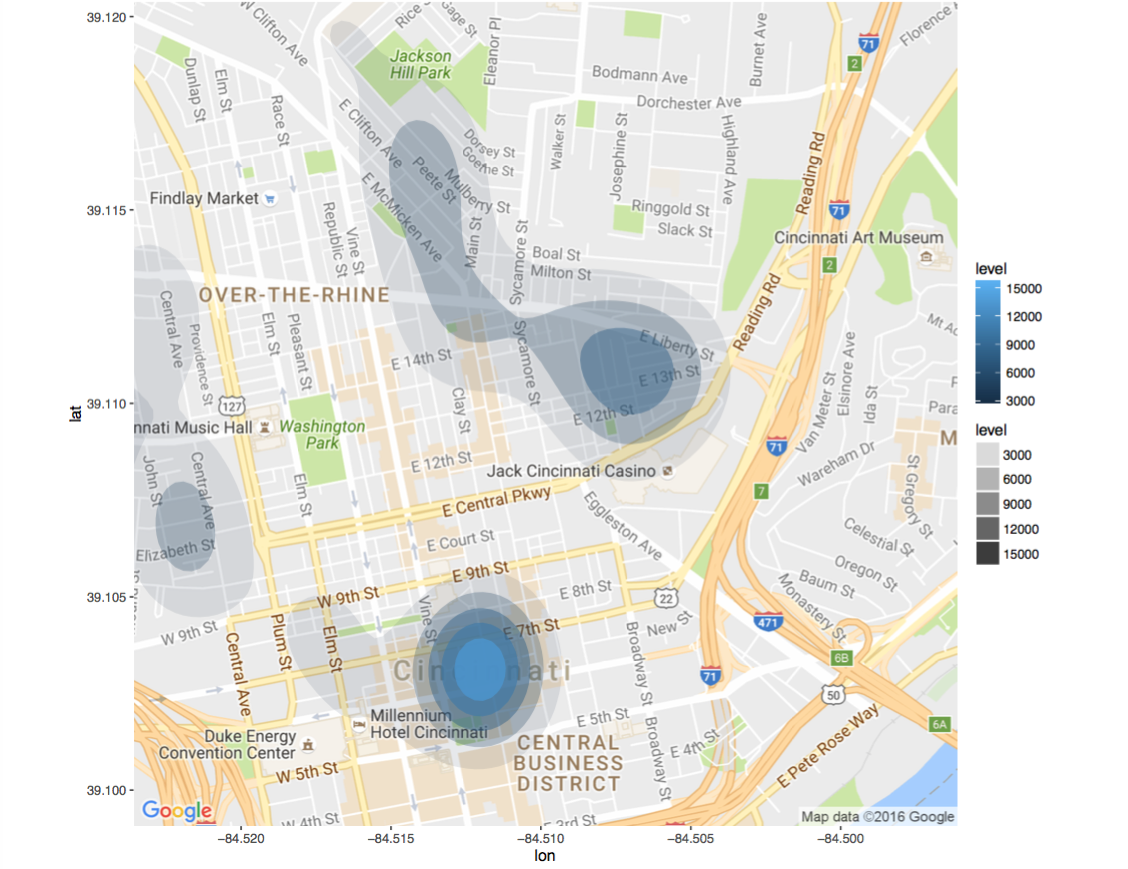 39.120
39.115
39.110
39.105
39.100
lat
−84.520
−84.515
−84.510
−84.505
−84.500
lon
W Clifton Ave
Rice
Gage St
Eleanor Pl
Burnet Ave
71
Florence
2
Jackson
Hill Park
Bodmann Ave
Dunlap St
Elm St
Race St
E Clifton Ave
Dorchester Ave
Dorsey St
Goethe St
Walker St
Josephine St
Highland Ave
Reading Rd
Peete St
Mulberry St
E McMicken Ave
Findlay Market
Ringgold St
Slack St
71
Republic St
Vine St
Main St
Sycamore St
Boal St
Milton St
Cincinnati Art Museum
2
OVER-THE-RHINE
Central Ave
Providence St
Elm St
Pleasant St
Reading Rd
Mt
E Liberty St
E 13th St
E 12th St
E 14th St
Sycamore St
Clay St
Van Meter St
Elsinore Ave
Ida St
127
nnati Music Hall
Washington
Park
Para
M
71
E 12th St
Jack Cincinnati Casino
Wareham Dr
St Gregory St
John St
Central Ave
Elm St
E Central Pkwy
7
Eggleston Ave
Celestial St
Elizabeth St
E Court St
E 9th St
Oregon St
Baum St
Monastery St
W 9th St
E 8th St
22
Vine St
E 7th St
New St
471
W 9th St
Plum St
Elm St
Central Ave
Broadway St
6B
Cin
nati
71
50
Millennium
Hotel Cincinnati
E 5th St
Duke Energy
Convention Center
CENTRAL
BUSINESS
DISTRICT
E 4th St
Broadway St
E Pete Rose Way
6A
W 5th St
W 4th St
E 3rd St
Google
Map data ©2016 Google
level
15000
12000
9000
6000
3000
level
3000
6000
9000
12000
15000